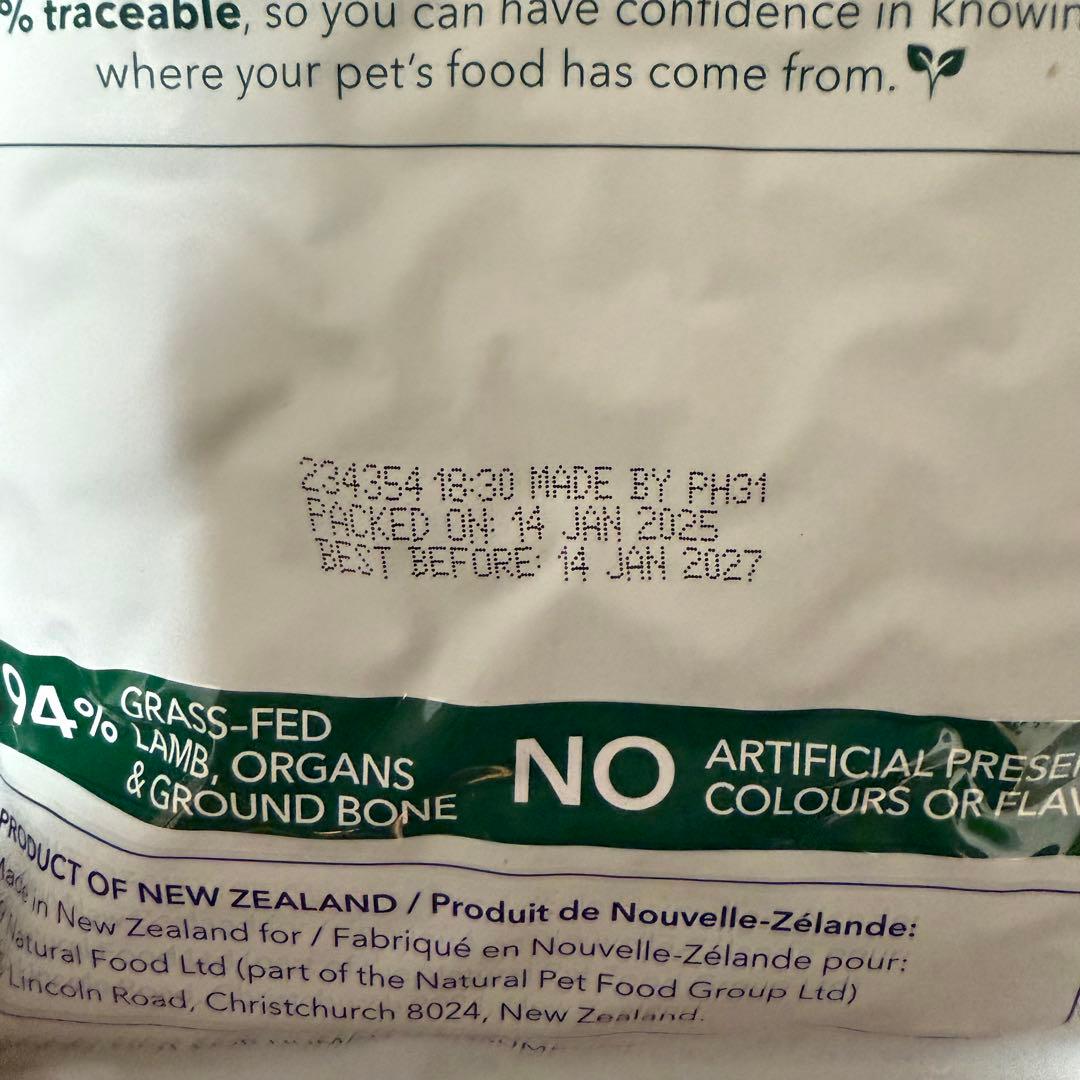 % traceable, so you can have confidence in knowin
where your pet's food has come from.
234354 18:30 MADE BY PH31
PACKED ON: 14 JAN 2025
BEST BEFORE: 14 JAN 2027
94% GRASS-FED
LAMB, ORGANS
& GROUND BONE
NO ARTIFICIAL PRESE
COLOURS OR FLA
PRODUCT OF NEW ZEALAND / Produit de Nouvelle-Zélande:
Made in New Zealand for / Fabriqué en Nouvelle-Zélande pour:
Natural Food Ltd (part of the Natural Pet Food Group Ltd)
Lincoln Road, Christchurch 8024, New Zealand.